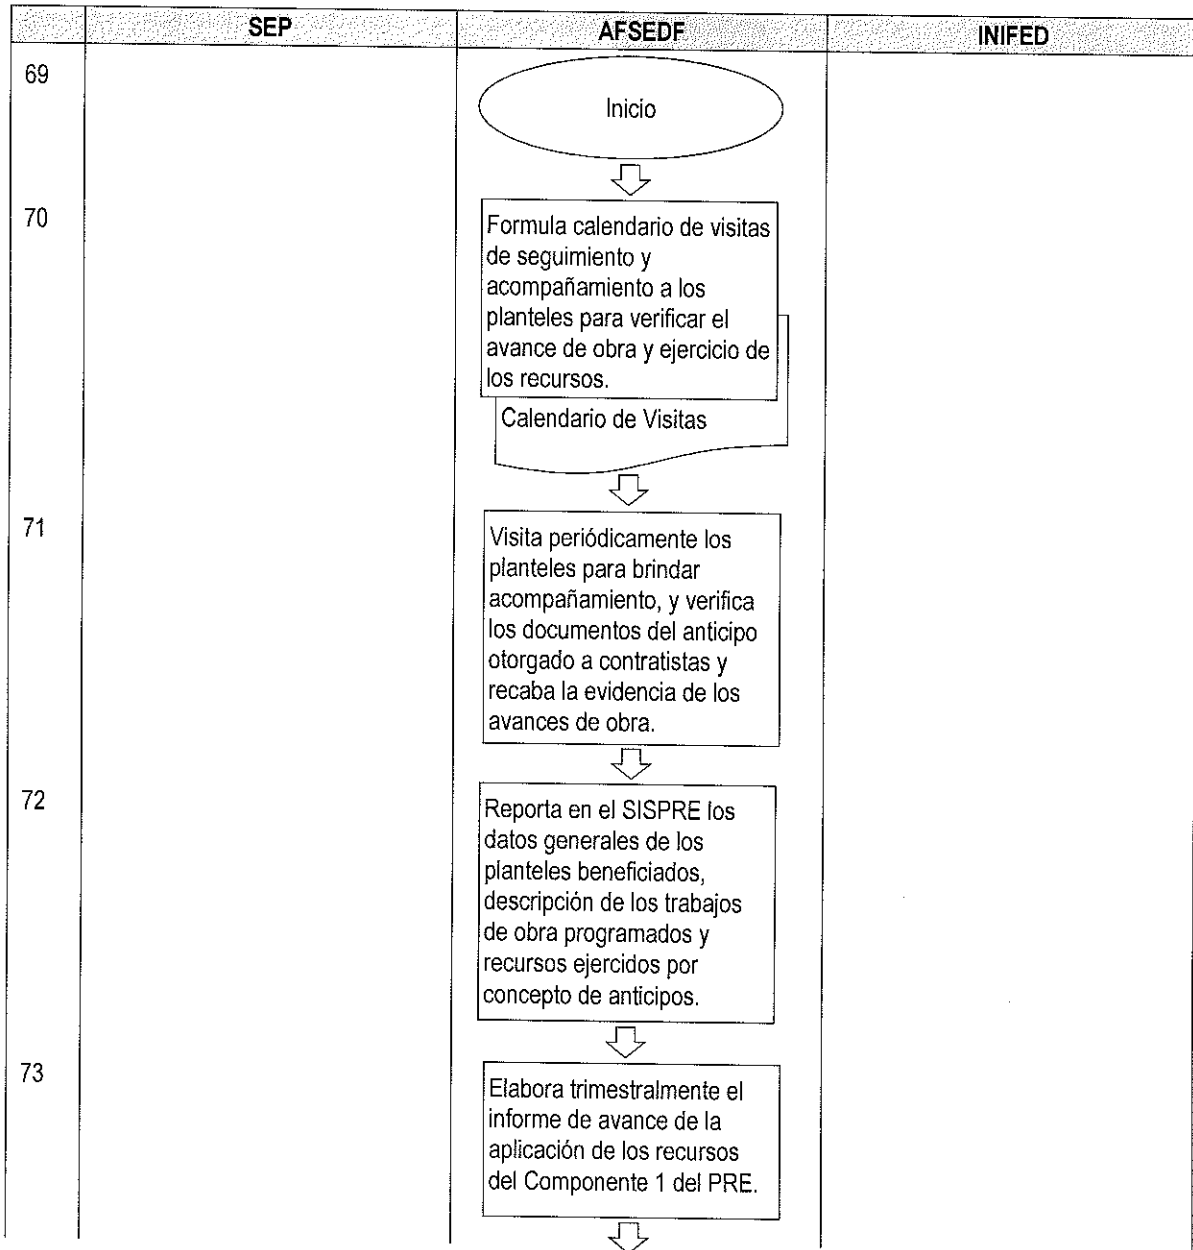 SEP AFSEDF INIFED
69
Inicio
70
Formula calendario de visitas
de seguimiento y
acompañamiento a los
planteles para verificar el
avance de obra y ejercicio de
los recursos.
Calendario de Visitas
71
Visita periódicamente los
planteles para brindar
acompañamiento, y verifica
los documentos del anticipo
otorgado a contratistas y
recaba la evidencia de los
avances de obra.
72
Reporta en el SISPRE los
datos generales de los
planteles beneficiados,
descripción de los trabajos
de obra programados y
recursos ejercidos por
concepto de anticipos.
73
Elabora trimestralmente el
informe de avance de la
aplicación de los recursos
del Componente 1 del PRE.